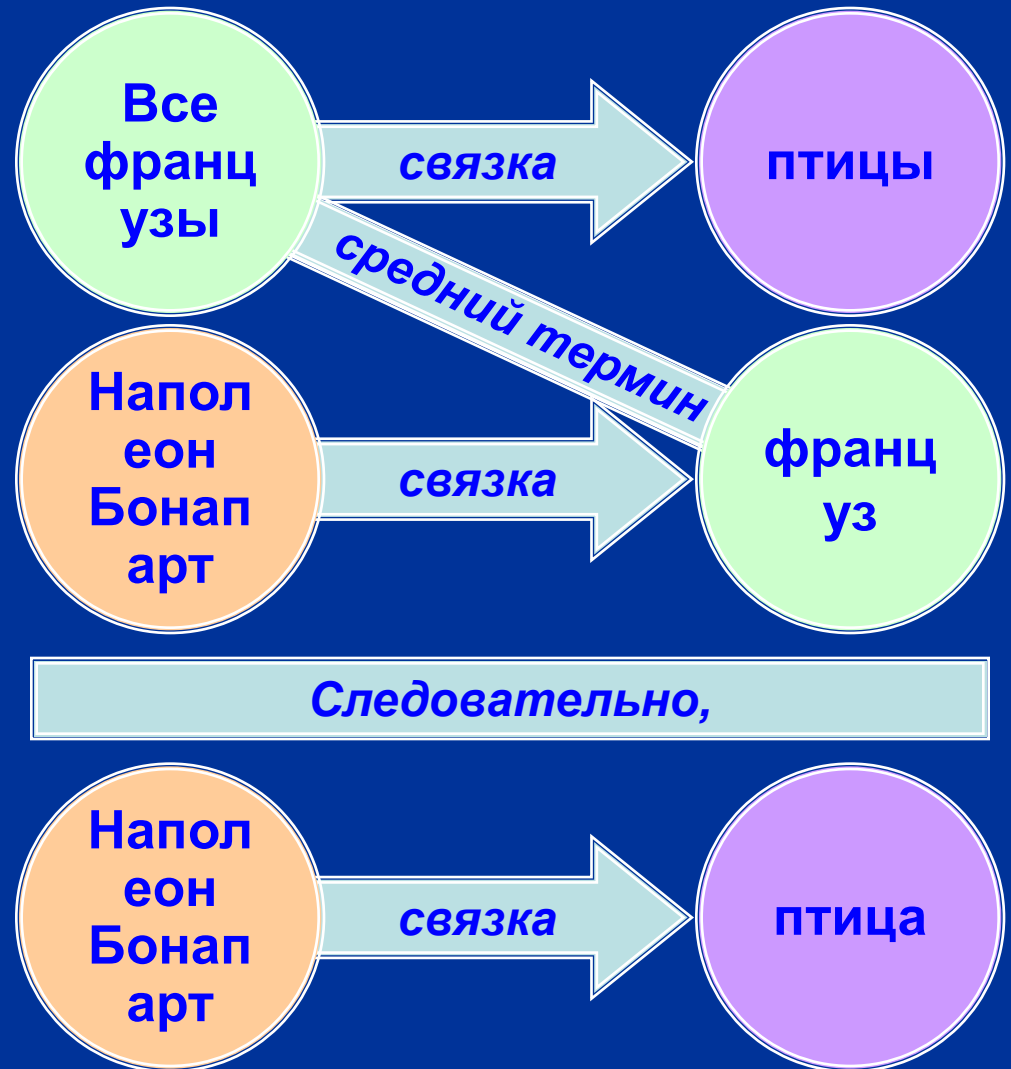 Все
франц
узы
связка
птицы
средний термин
Напол
еон
Бонап
арт
связка
франц
уз
Следовательно,
Напол
еон
Бонап
арт
связка
птица